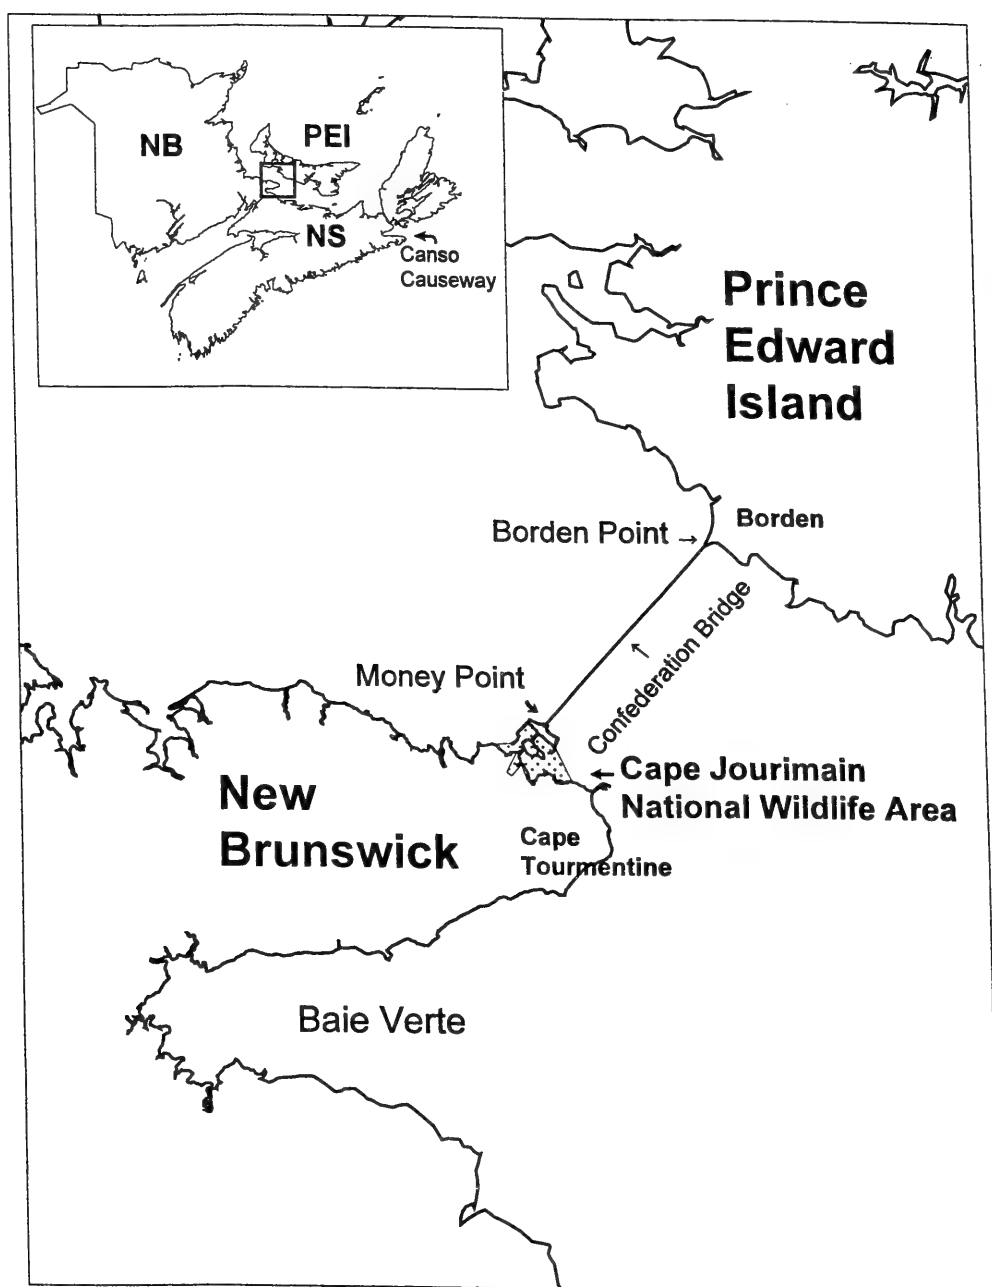 NB
PEI
NS
Canso
Causeway
Prince
Edward
Island
Borden Point
Borden
Confederation Bridge
Money Point
Cape Jourimain
National Wildlife Area
New
Brunswick
Cape
Tourmentine
Baie Verte